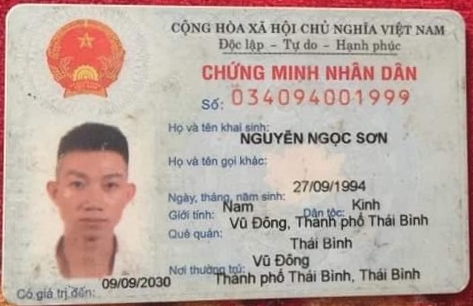 CỘNG HÒA XÃ HỘI CHỦ NGHĨA VIỆT NAM
Độc lập - Tự do - Hạnh phúc
CHỨNG MINH NHÂN DÂN
Số: 034094001999
Họ và tên khai sinh: NGUYỄN NGỌC SƠN
Họ và tên gọi khác:
Ngày, tháng, năm sinh: 27/09/1994
Giới tính: Nam Dân tộc: Kinh
Quê quán: Vũ Đông, Thành phố Thái Bình
Thái Bình
Nơi thường trú: Vũ Đông
Thành phố Thái Bình, Thái Bình
Có giá trị đến: 09/09/2030